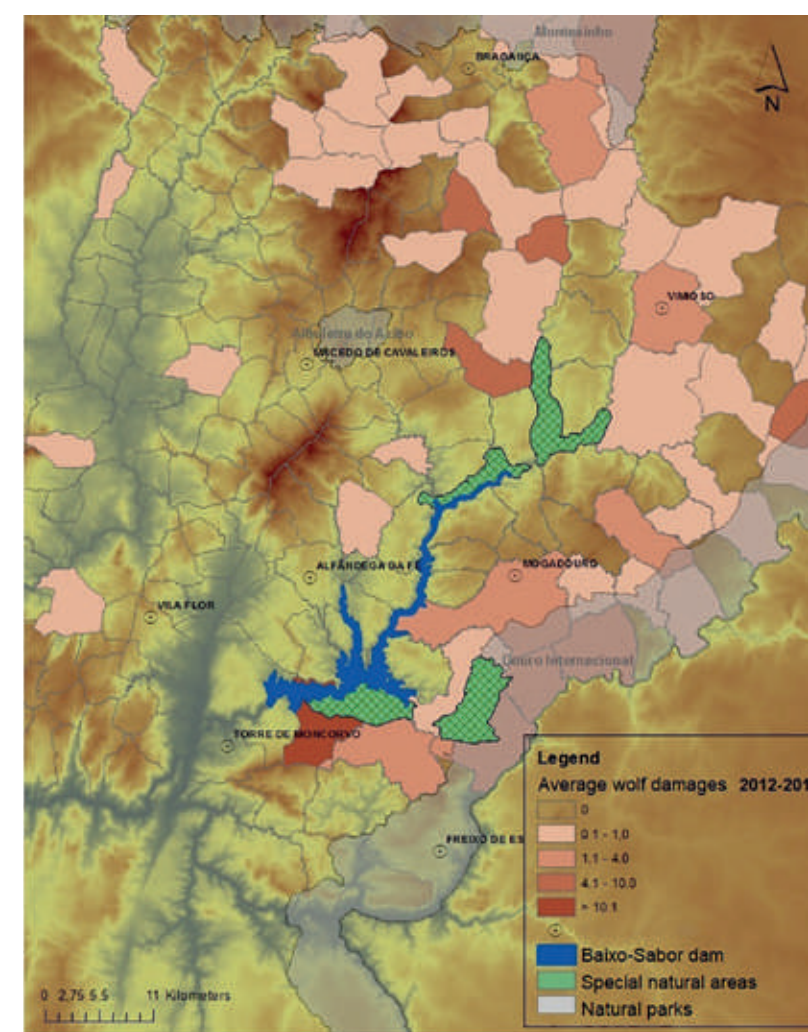 Montesinho
BRAGANÇA
N
VIMIOSO
Albufeira do Azibo
MACEDO DE CAVALEIROS
ALFÂNDEGA DA FÉ
MOGADOURO
VILA FLOR
Douro Internacional
TORRE DE MONCORVO
Legend
Average wolf damages 2012-201
0
0.1 - 1.0
1.1 - 4.0
4.1 - 10.0
> 10.1
FREIXO DE ES
Baixo-Sabor dam
Special natural areas
Natural parks
0 2,75 5,5 11 Kilometers